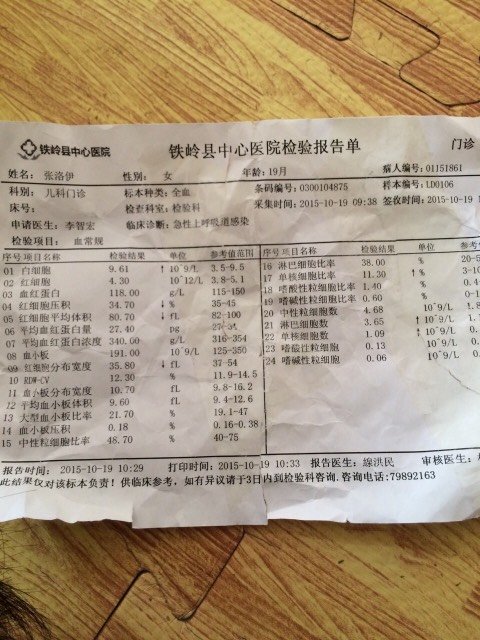 铁岭县中心医院 铁岭县中心医院检验报告单 门诊
姓名: 张洛伊 性别: 女 年龄:19月 病人编号:01151861
科别: 儿科门诊 标本种类:全血 条码编号:0300104875 样本编号:LD0106
床号: 检查科室:检验科 采集时间:2015-10-19 09:38 签收时间:2015-10-19
申请医生:李智宏 临床诊断:急性上呼吸道感染
检验项目: 血常规
序号 项目名称 检验结果 单位 参考值范围
01 白细胞 9.61 ↑ 10^9/L 3.5-9.5
02 红细胞 4.30 10^12/L 3.8-5.1
03 血红蛋白 118.00 g/L 115-150
04 红细胞压积 34.70 ↓ % 35-45
05 红细胞平均体积 80.70 ↓ fL 82-100
06 平均血红蛋白量 27.40 pg 27-34
07 平均血红蛋白浓度 340.00 g/L 316-354
08 血小板 191.00 10^9/L 125-350
09 红细胞分布宽度 35.80 ↓ fL 37-54
10 RDW-CV 12.30 % 11.9-14.5
11 血小板分布宽度 10.70 fL 9.8-16.2
12 平均血小板体积 9.60 fL 9.4-12.6
13 大型血小板比率 21.70 % 19.1-47
14 血小板压积 0.18 % 0.16-0.38
15 中性粒细胞比率 48.70 % 40-75
序号 项目名称 检验结果 单位 参考值
16 淋巴细胞比率 38.00 % 20-5
17 单核细胞比率 11.30 ↑ % 3-10
18 嗜酸性粒细胞比率 1.40 % 0.4
19 嗜碱性粒细胞比率 0.60 % 0-1
20 中性粒细胞数 4.68 10^9/L 1.8
21 淋巴细胞数 3.65 ↑ 10^9/L
22 单核细胞数 1.09 ↑ 10^9/L 0.1
23 嗜酸性粒细胞 0.13 10^9/L
24 嗜碱性粒细胞 0.06 10^9/L
报告时间: 2015-10-19 10:29 打印时间:2015-10-19 10:33 报告医生: 線洪民 审核医生:
此结果仅对该标本负责!供临床参考,如有异议请于3日内到检验科咨询.咨询电话:79892163